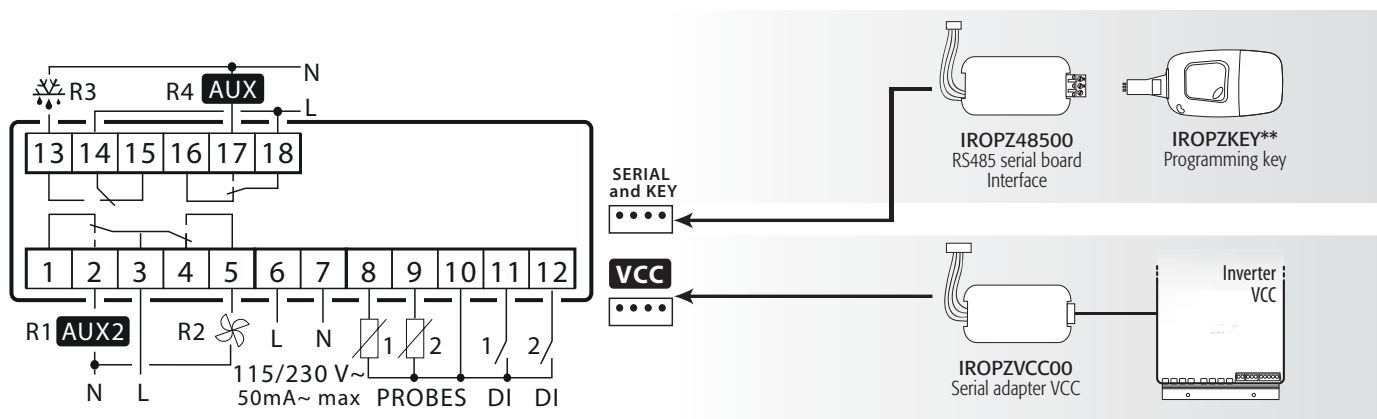 N
R3
R4 AUX
L
13 14 15 16 17 18
1 2 3 4 5 6 7 8 9 10 11 12
R1 AUX2
R2
L
N
1
2
1
2
N
L
115/230 V~
50mA~ max
PROBES
DI
DI
SERIAL
and KEY
VCC
IROPZ48500
RS485 serial board
Interface
IROPZKEY**
Programming key
IROPZVCC00
Serial adapter VCC
Inverter
VCC